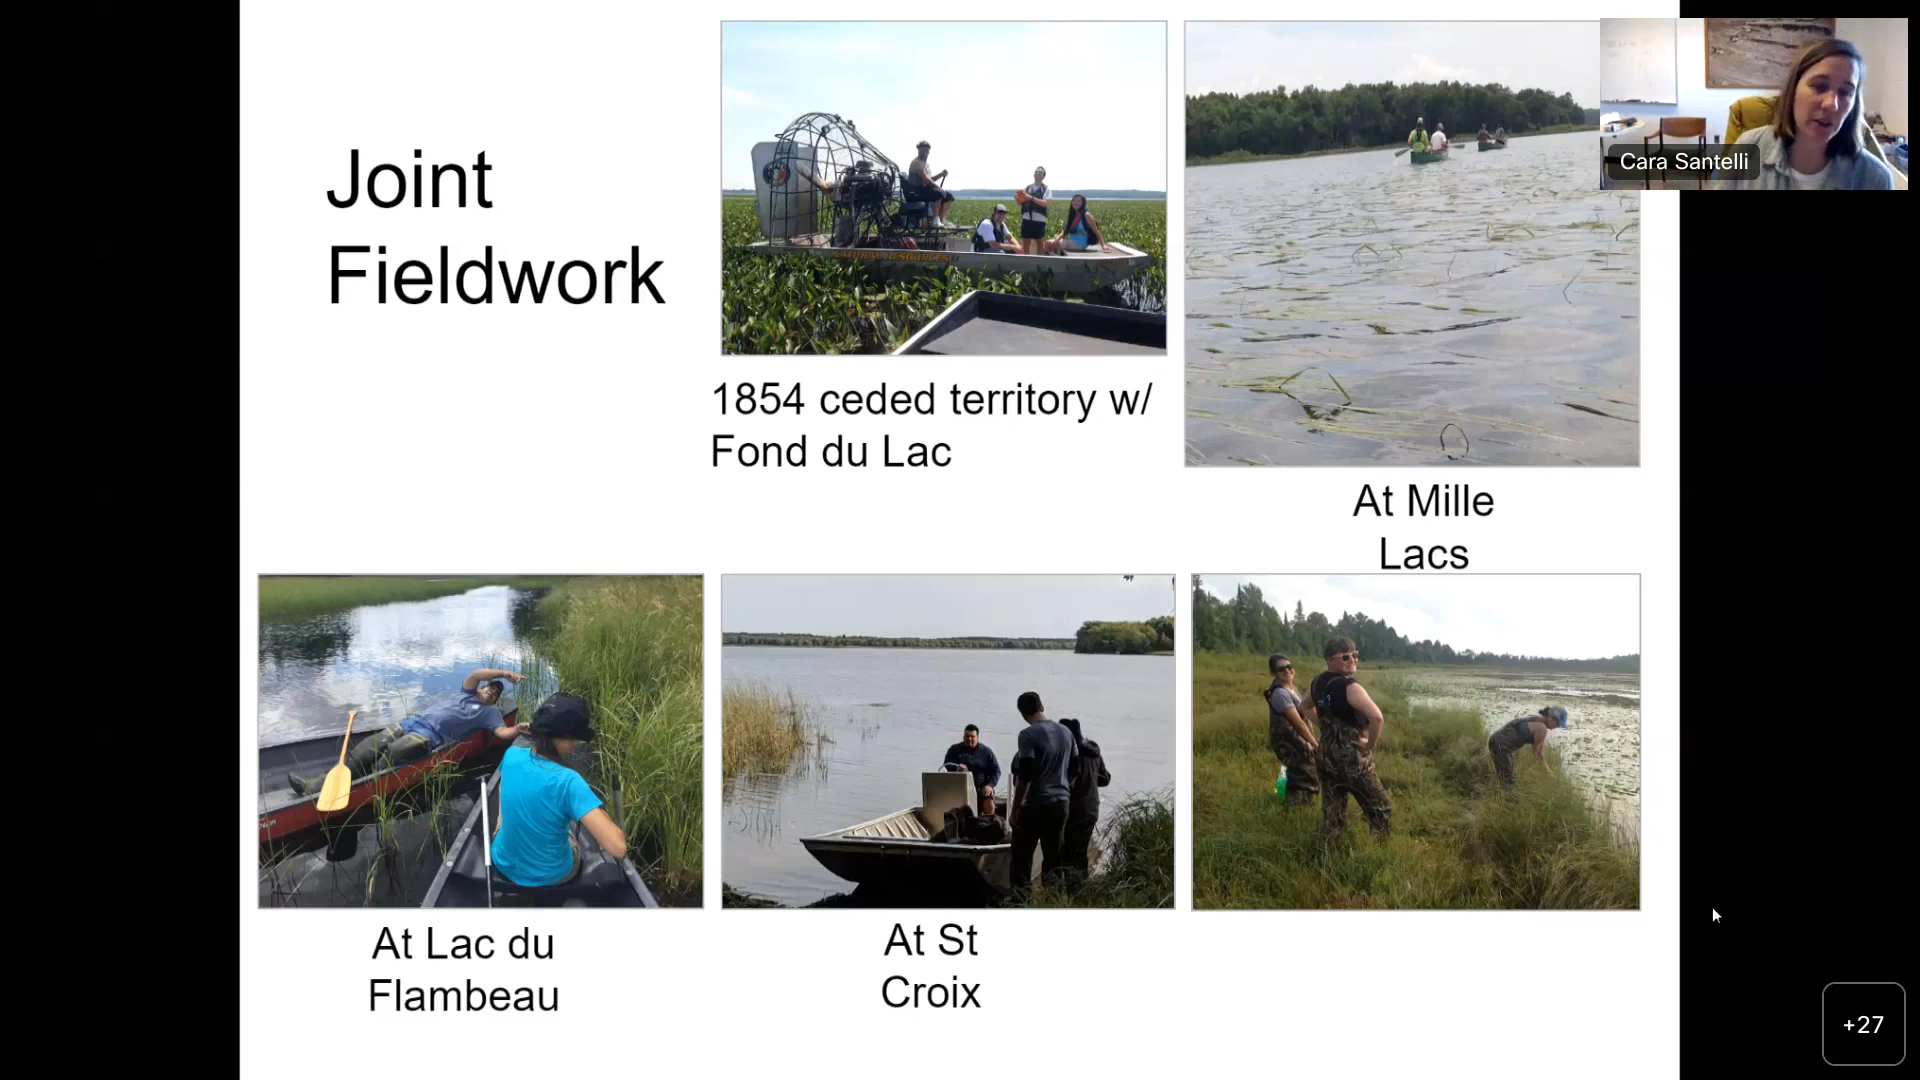 Joint
Fieldwork
Cara Santelli
1854 ceded territory w/
Fond du Lac
At Mille
Lacs
At Lac du
Flambeau
At St
Croix
+27